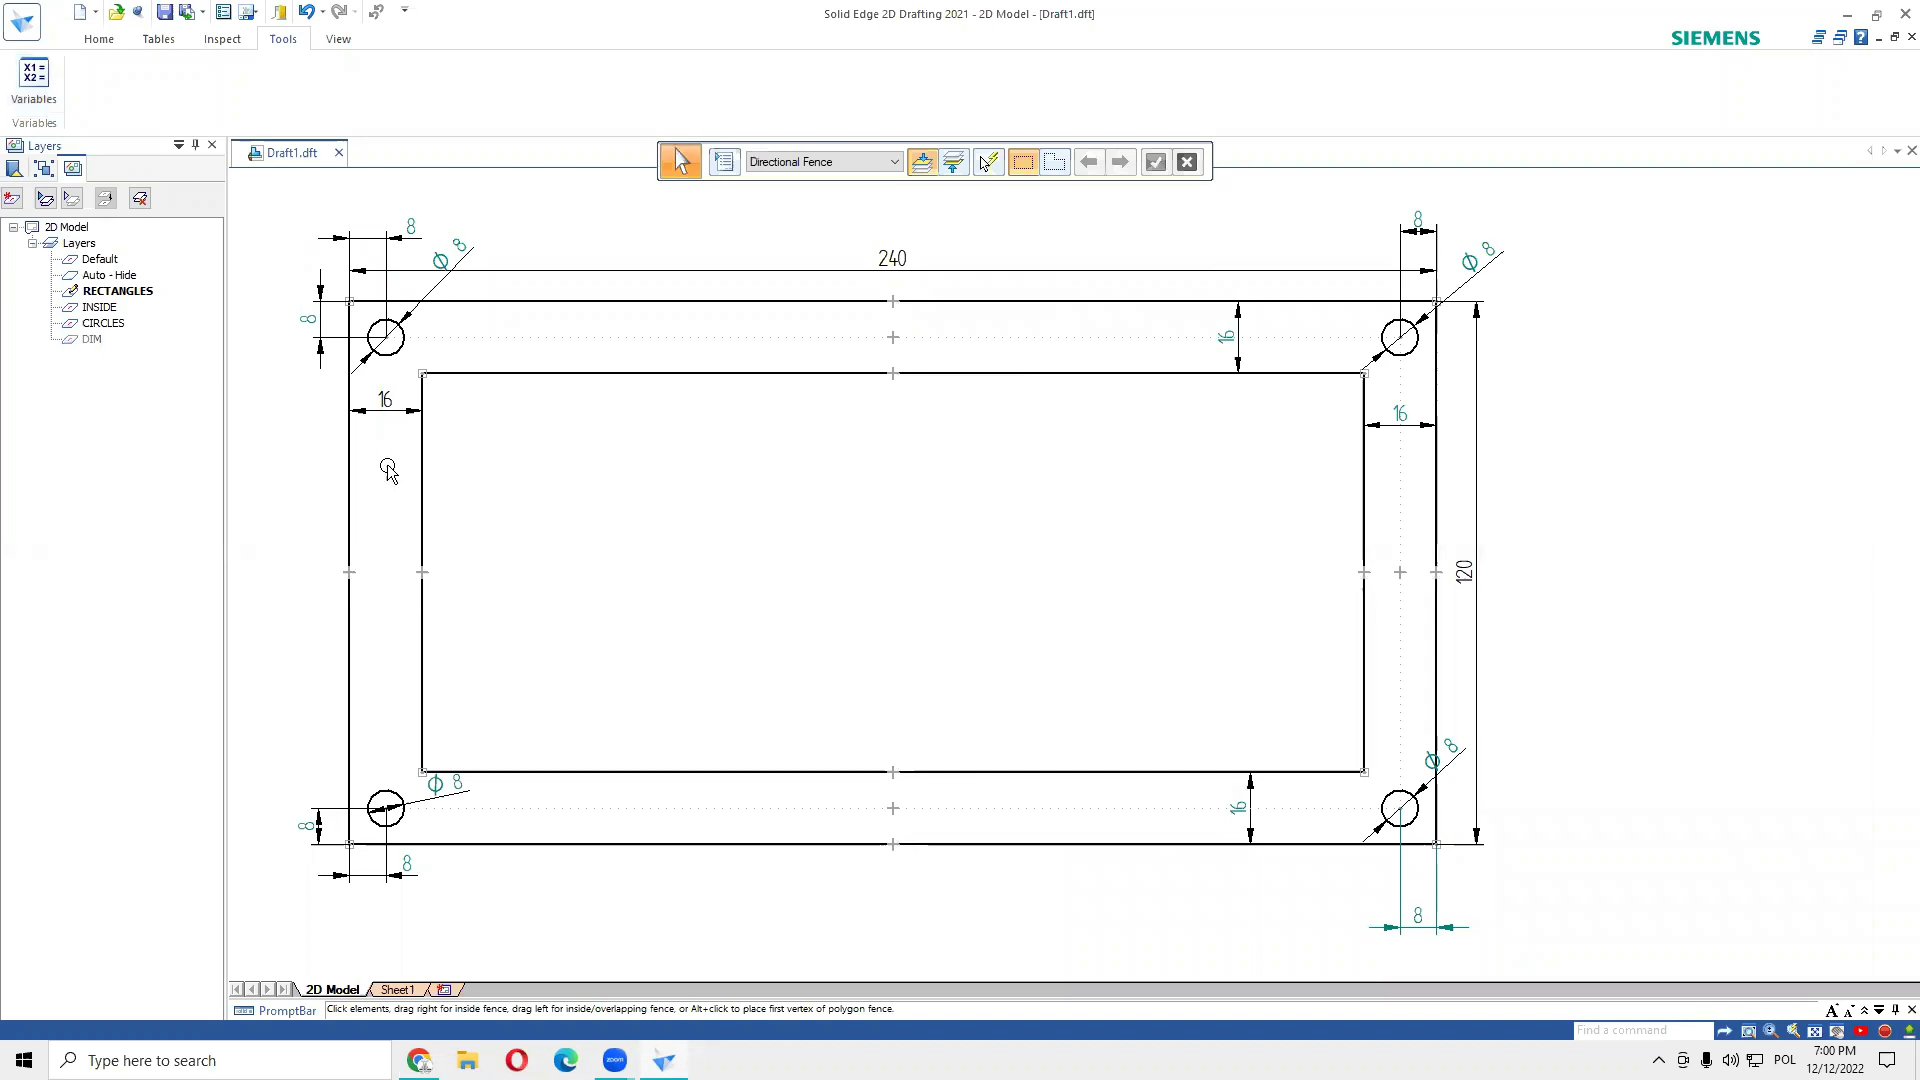 Solid Edge 2D Drafting 2021 - 2D Model - [Draft1.dft]
Home
Tables
Inspect
Tools
View
SIEMENS
X1 =
X2 =
Variables
Variables
Layers
Draft1.dft
Directional Fence
2D Model
Layers
Default
Auto - Hide
RECTANGLES
INSIDE
CIRCLES
DIM
8
8
240
∅ 8
∅ 8
8
16
16
16
120
∅ 8
∅ 8
8
16
8
8
2D Model
Sheet1
PromptBar
Click elements, drag right for inside fence, drag left for inside/overlapping fence, or Alt+click to place first vertex of polygon fence.
Find a command
Type here to search
zoom
POL
7:00 PM
12/12/2022